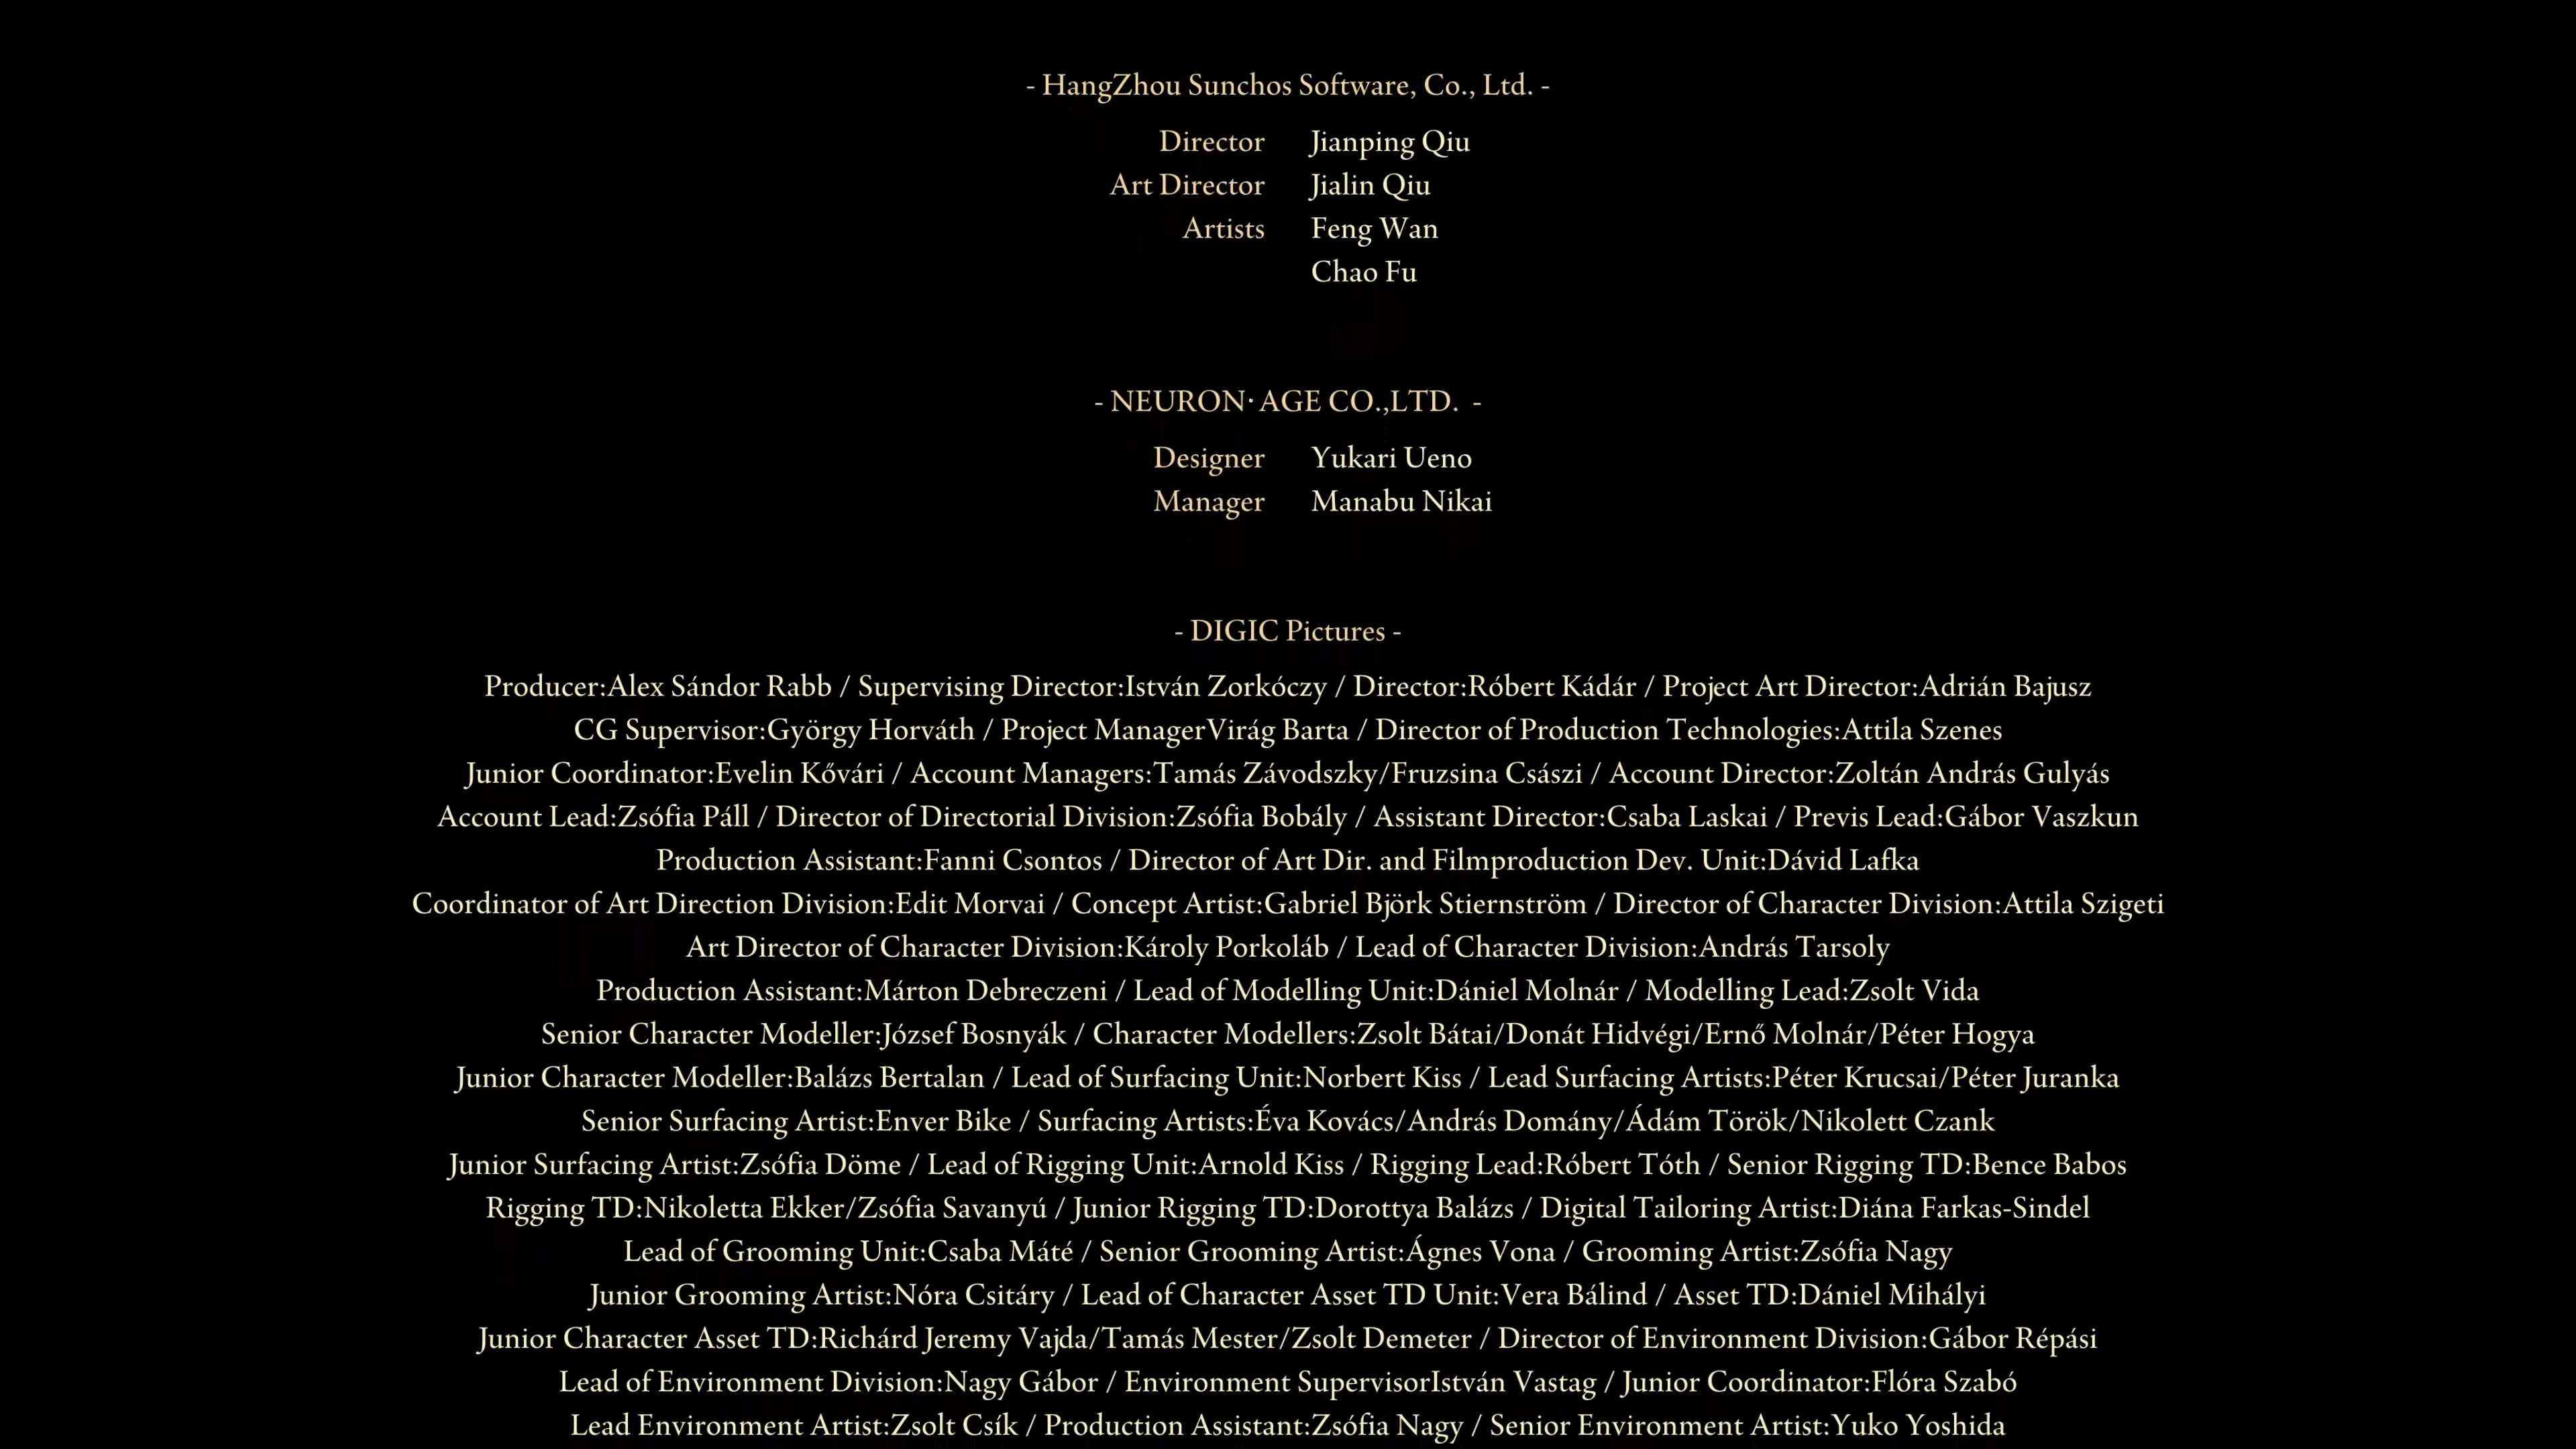 - HangZhou Sunchos Software, Co., Ltd. -
Director Jianping Qiu
Art Director Jialin Qiu
Artists Feng Wan
Chao Fu
- NEURON· AGE CO.,LTD. -
Designer Yukari Ueno
Manager Manabu Nikai
- DIGIC Pictures -
Producer:Alex Sándor Rabb / Supervising Director:István Zorkóczy / Director:Róbert Kádár / Project Art Director:Adrián Bajusz
CG Supervisor:György Horváth / Project ManagerVirág Barta / Director of Production Technologies:Attila Szenes
Junior Coordinator:Evelin Kővári / Account Managers:Tamás Závodszky/Fruzsina Császi / Account Director:Zoltán András Gulyás
Account Lead:Zsófia Páll / Director of Directorial Division:Zsófia Bobály / Assistant Director:Csaba Laskai / Previs Lead:Gábor Vaszkun
Production Assistant:Fanni Csontos / Director of Art Dir. and Filmproduction Dev. Unit:Dávid Lafka
Coordinator of Art Direction Division:Edit Morvai / Concept Artist:Gabriel Björk Stiernström / Director of Character Division:Attila Szigeti
Art Director of Character Division:Károly Porkoláb / Lead of Character Division:András Tarsoly
Production Assistant:Márton Debreczeni / Lead of Modelling Unit:Dániel Molnár / Modelling Lead:Zsolt Vida
Senior Character Modeller:József Bosnyák / Character Modellers:Zsolt Bátai/Donát Hidvégi/Ernő Molnár/Péter Hogya
Junior Character Modeller:Balázs Bertalan / Lead of Surfacing Unit:Norbert Kiss / Lead Surfacing Artists:Péter Krucsai/Péter Juranka
Senior Surfacing Artist:Enver Bike / Surfacing Artists:Éva Kovács/András Domány/Ádám Török/Nikolett Czank
Junior Surfacing Artist:Zsófia Döme / Lead of Rigging Unit:Arnold Kiss / Rigging Lead:Róbert Tóth / Senior Rigging TD:Bence Babos
Rigging TD:Nikoletta Ekker/Zsófia Savanyú / Junior Rigging TD:Dorottya Balázs / Digital Tailoring Artist:Diána Farkas-Sindel
Lead of Grooming Unit:Csaba Máté / Senior Grooming Artist:Ágnes Vona / Grooming Artist:Zsófia Nagy
Junior Grooming Artist:Nóra Csitáry / Lead of Character Asset TD Unit:Vera Bálind / Asset TD:Dániel Mihályi
Junior Character Asset TD:Richárd Jeremy Vajda/Tamás Mester/Zsolt Demeter / Director of Environment Division:Gábor Répási
Lead of Environment Division:Nagy Gábor / Environment SupervisorIstván Vastag / Junior Coordinator:Flóra Szabó
Lead Environment Artist:Zsolt Csík / Production Assistant:Zsófia Nagy / Senior Environment Artist:Yuko Yoshida